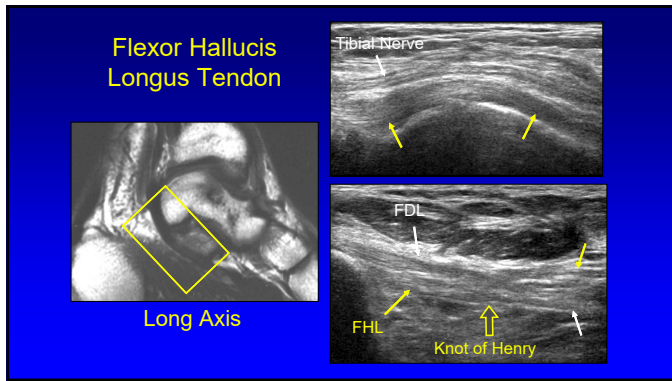 Flexor Hallucis
Longus Tendon
Tibial Nerve
FDL
FHL
Knot of Henry
Long Axis